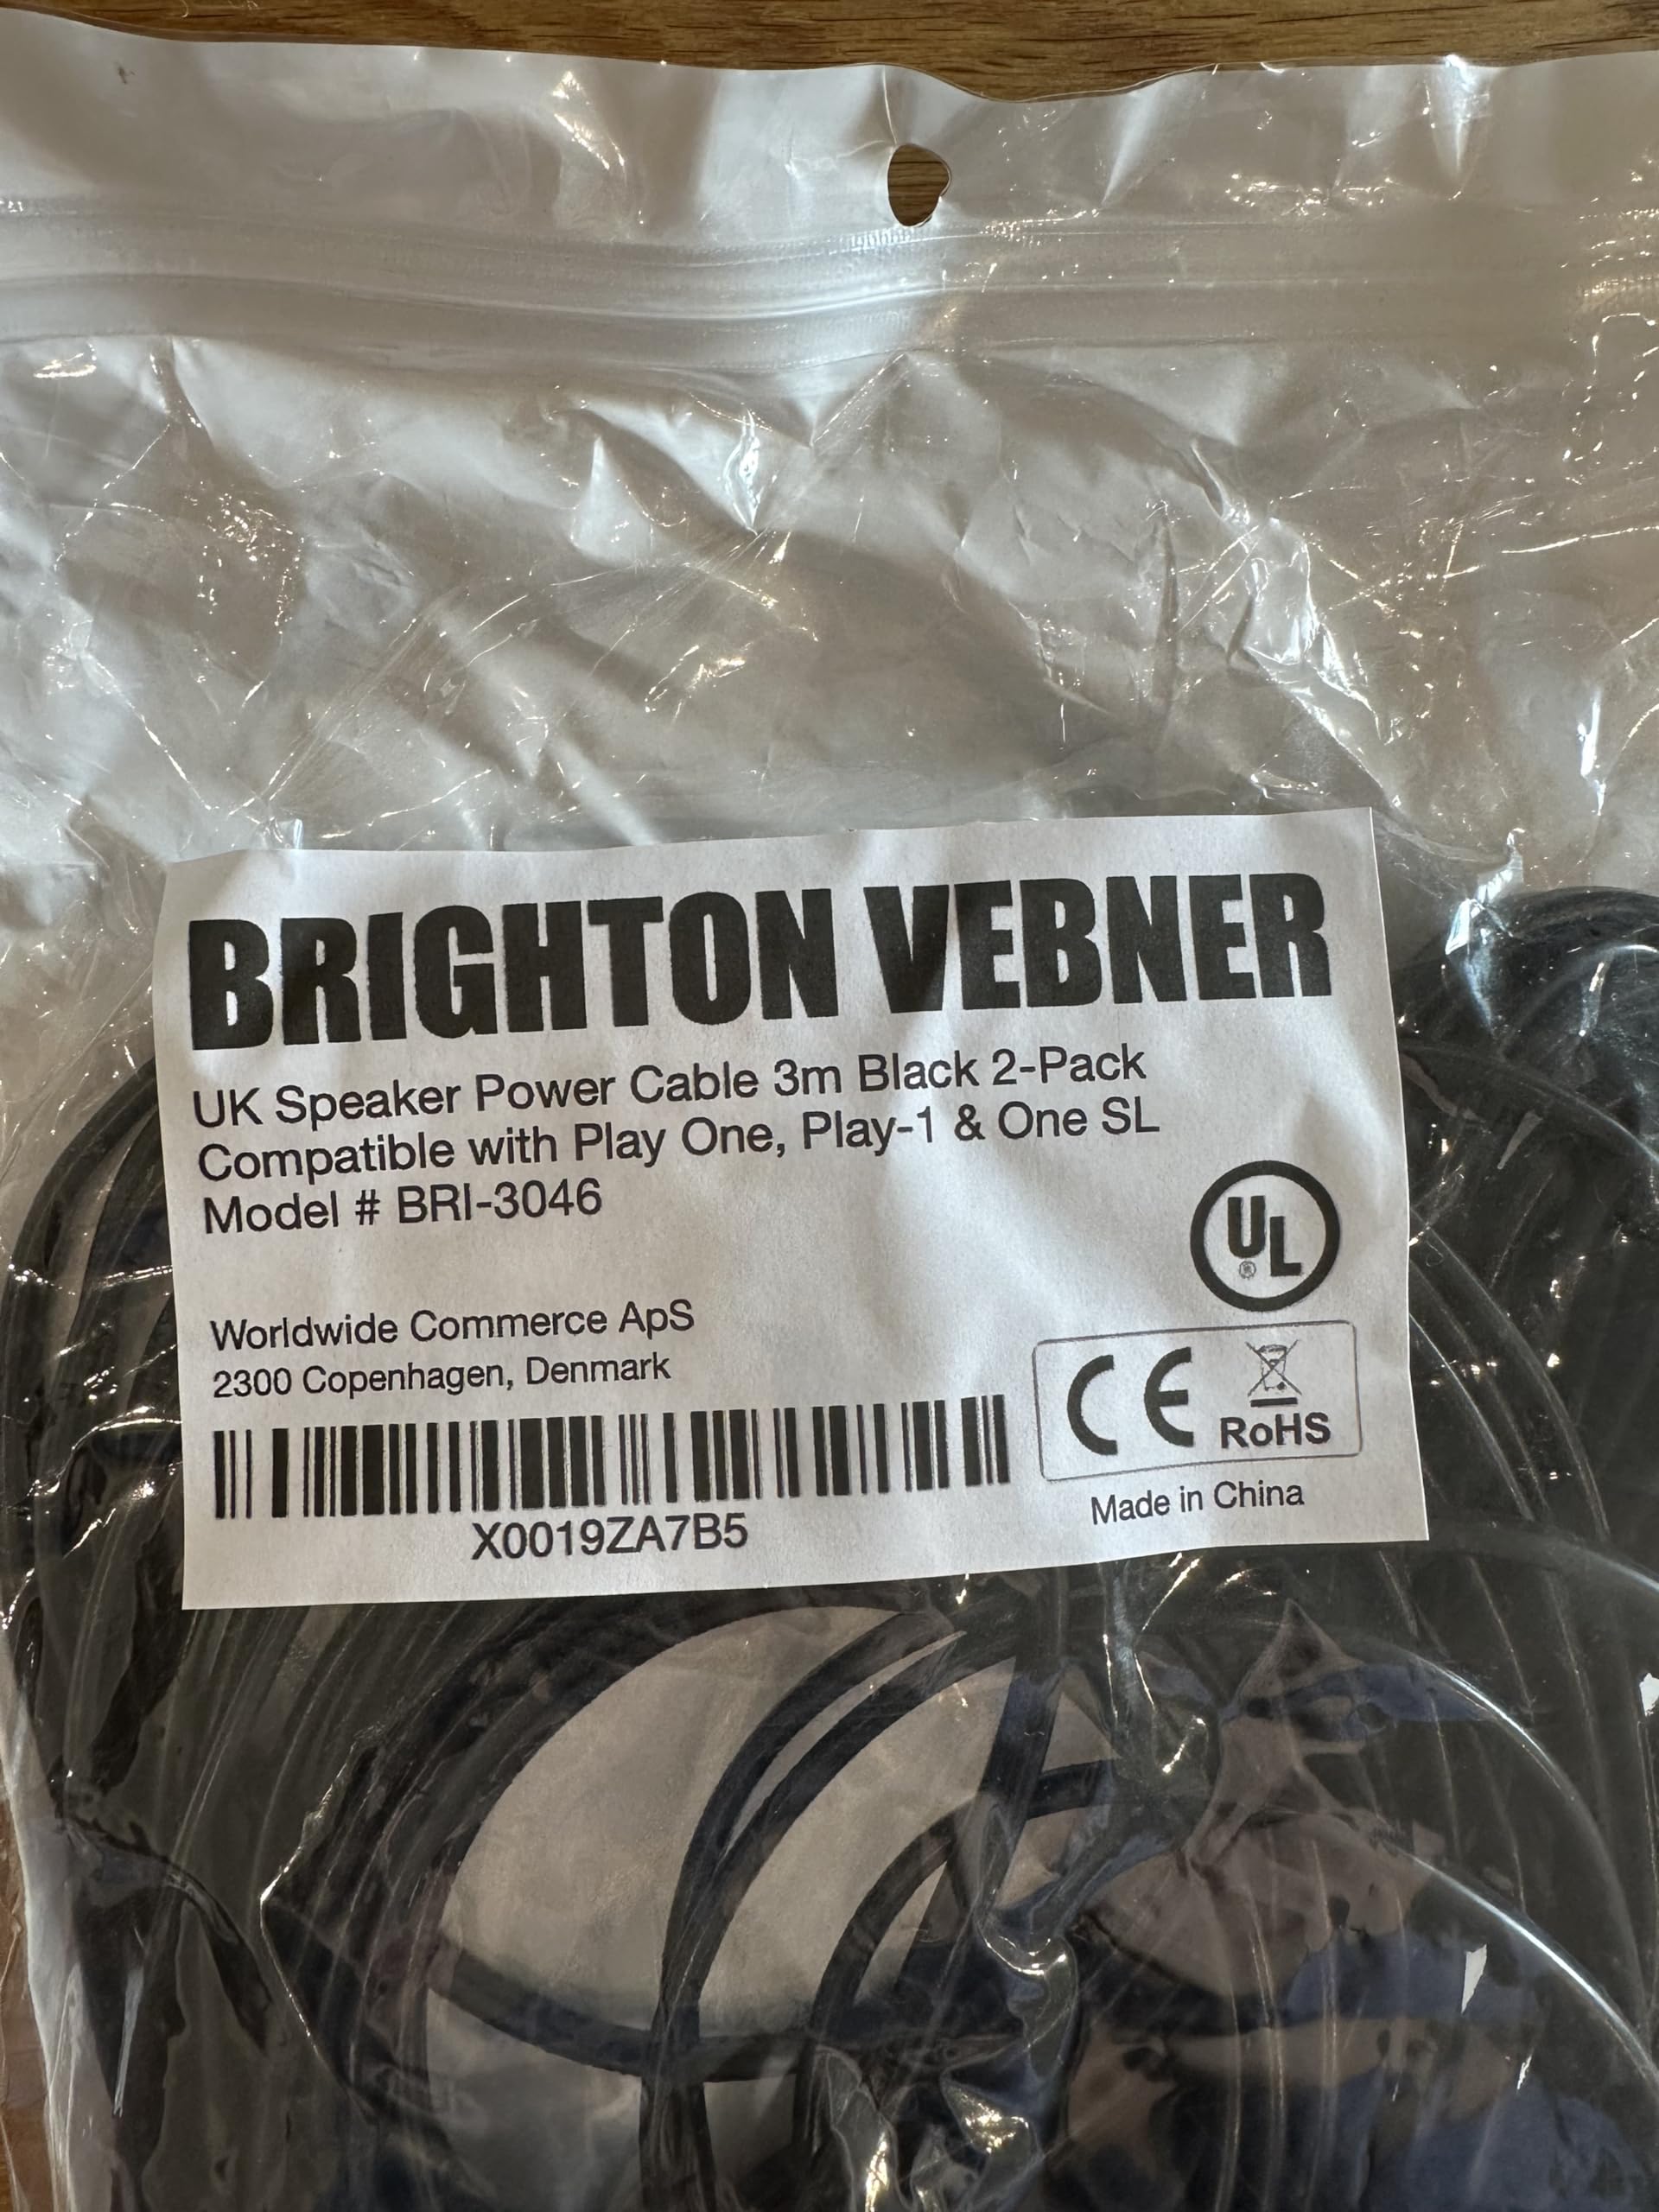 BRIGHTON VEBNER
UK Speaker Power Cable 3m Black 2-Pack
Compatible with Play One, Play-1 & One SL
Model # BRI-3046
UL
®
Worldwide Commerce ApS
2300 Copenhagen, Denmark
CE
RoHS
X0019ZA7B5
Made in China